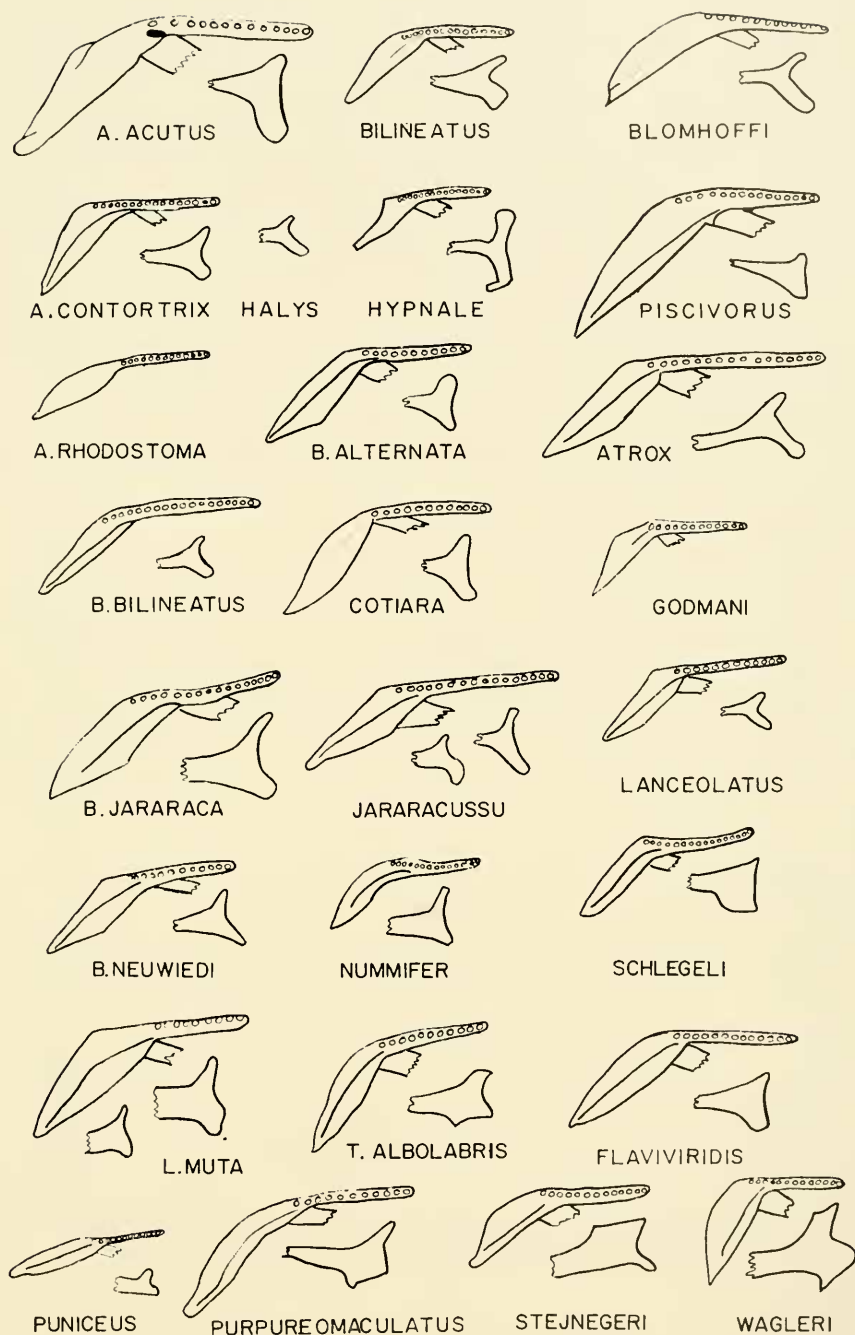 A. ACUTUS
BILINEATUS
BLOMHOFFI
A. CONTORTRIX
HALYS
HYPNALE
PISCIVORUS
A. RHODOSTOMA
B. ALTERNATA
ATROX
B. BILINEATUS
COTIARA
GODMANI
B. JARARACA
JARARACUSSU
LANCEOLATUS
B. NEUWIEDI
NUMMIFER
SCHLEGELI
L. MUTA
T. ALBOLABRIS
FLAVIVIRIDIS
PUNICEUS
PURPUREOMACULATUS
STEJNEGERI
WAGLERI